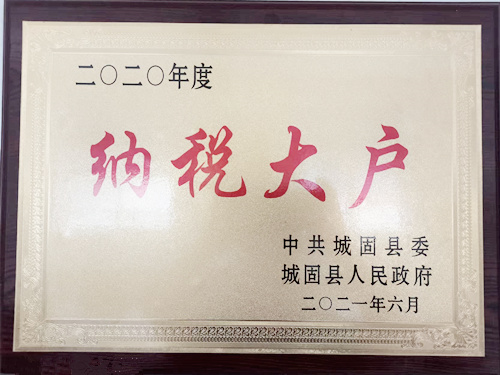 二〇二〇年度
纳税大户
中共城固县委
城固县人民政府
二〇二一年六月